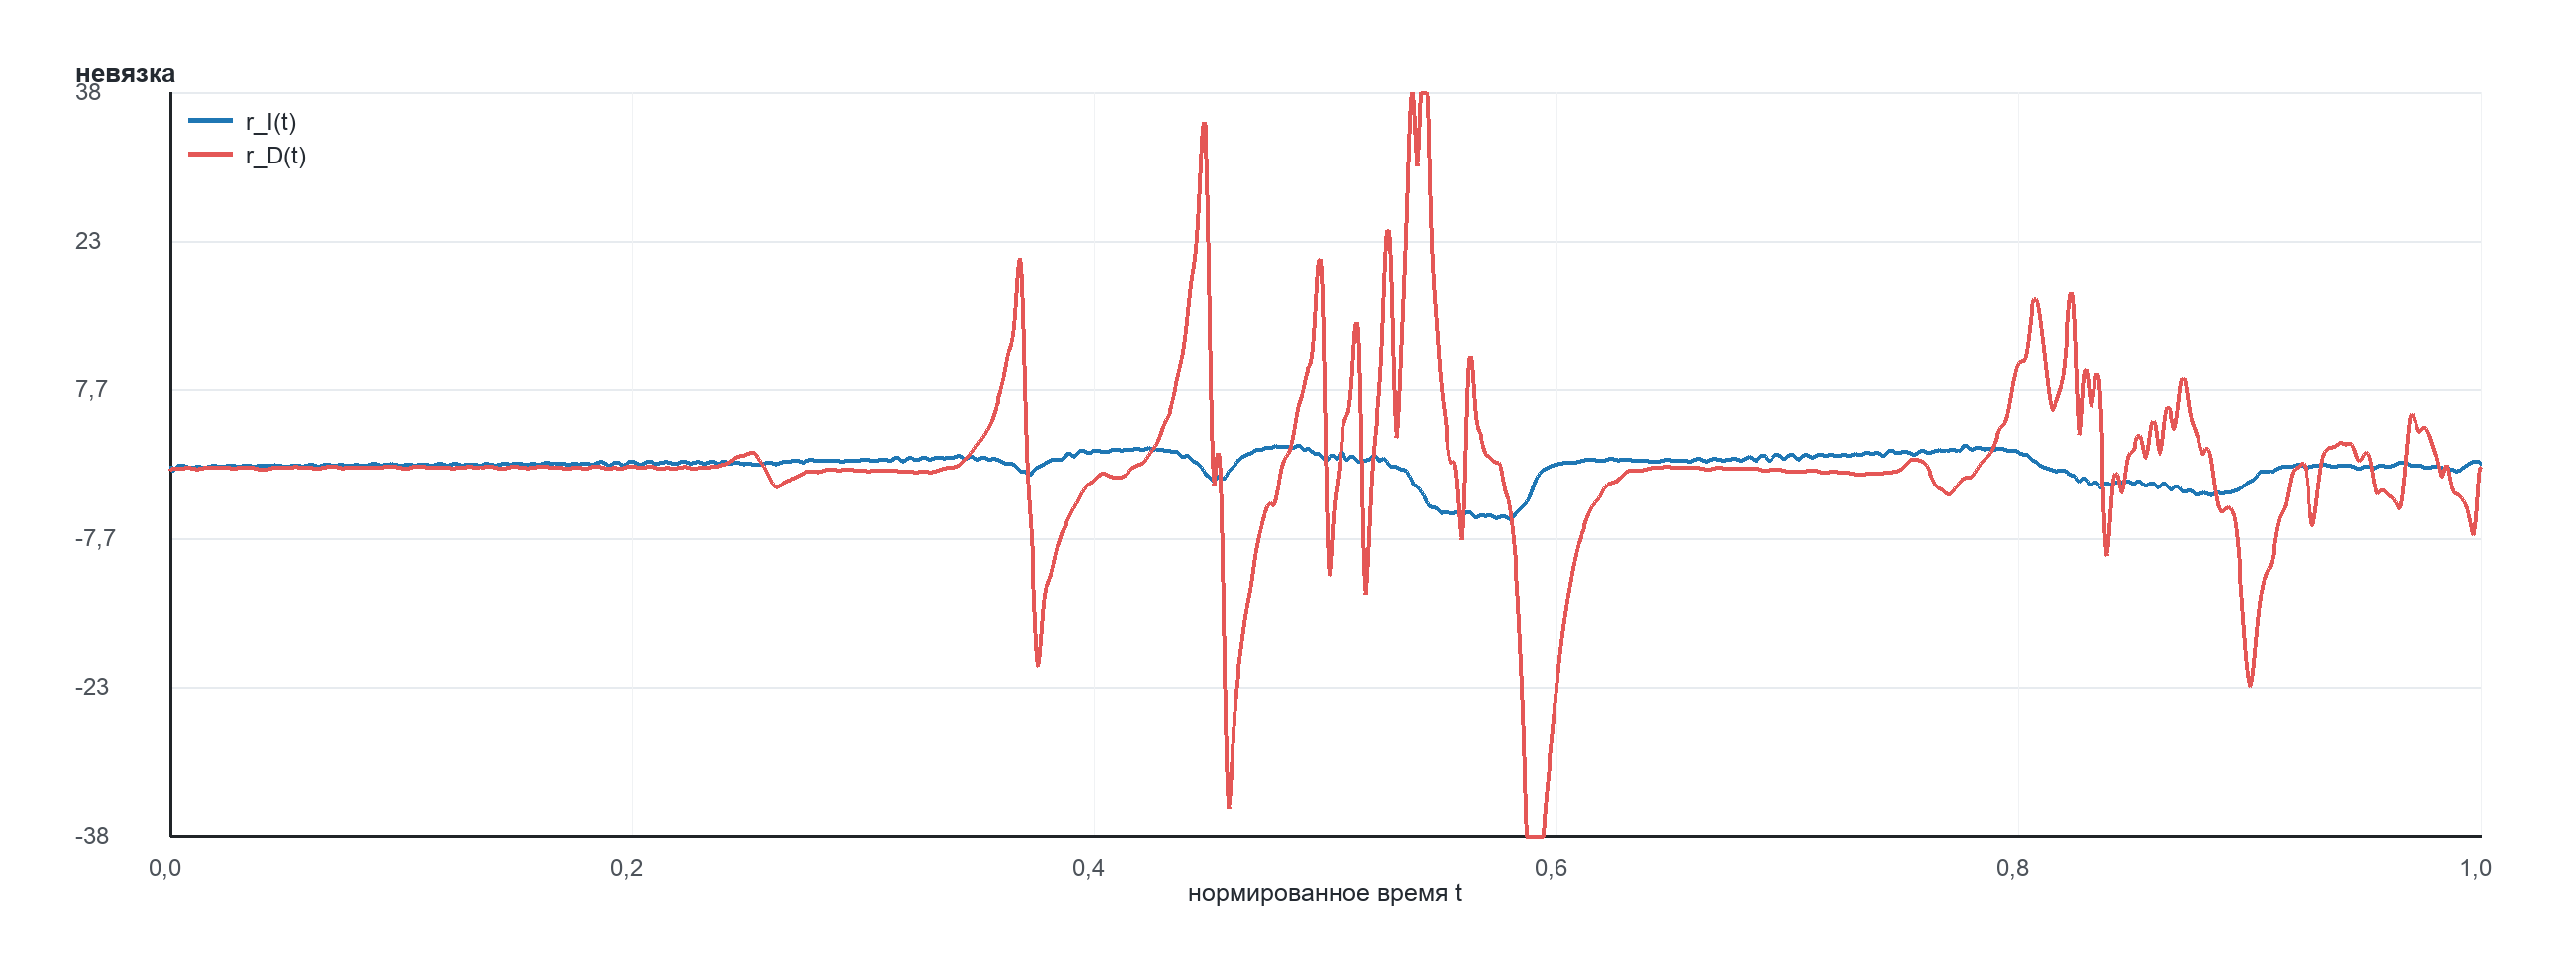 невязка
38
r_I(t)
r_D(t)
23
7,7
-7,7
-23
-38
0,0 0,2 0,4 0,6 0,8 1,0
нормированное время t